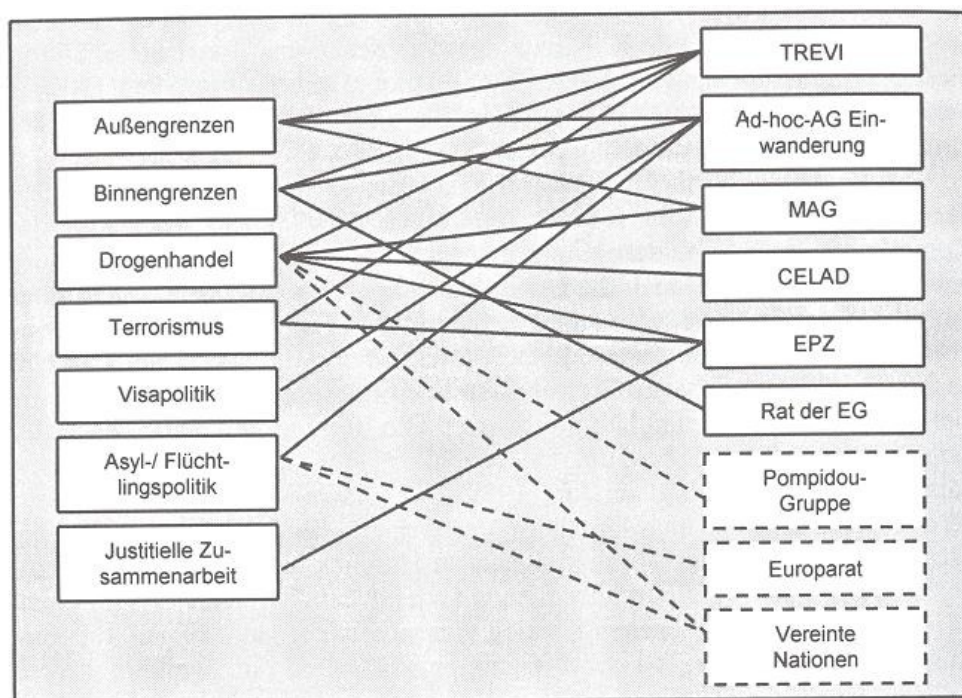 Außengrenzen
Binnengrenzen
Drogenhandel
Terrorismus
Visapolitik
Asyl-/ Flücht-
lingspolitik
Justitielle Zu-
sammenarbeit
TREVI
Ad-hoc-AG Ein-
wanderung
MAG
CELAD
EPZ
Rat der EG
Pompidou-
Gruppe
Europarat
Vereinte
Nationen